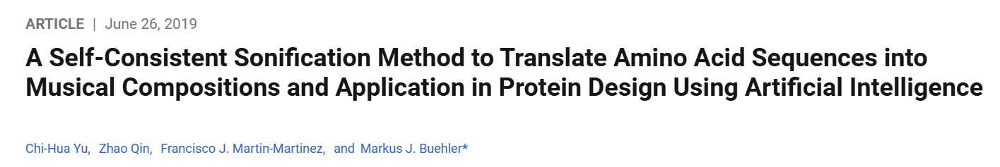 ARTICLE | June 26, 2019
A Self-Consistent Sonification Method to Translate Amino Acid Sequences into
Musical Compositions and Application in Protein Design Using Artificial Intelligence
Chi-Hua Yu, Zhao Qin, Francisco J. Martin-Martinez, and Markus J. Buehler*